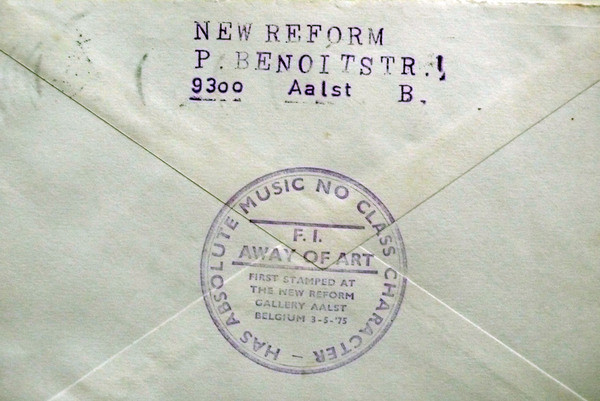 NEW REFORM
P. BENOITSTR. 1
9300 Aalst B.
HAS ABSOLUTE MUSIC NO CLASS CHARACTER –
F. I.
AWAY OF ART
FIRST STAMPED AT
THE NEW REFORM
GALLERY AALST
BELGIUM 3-5-'75